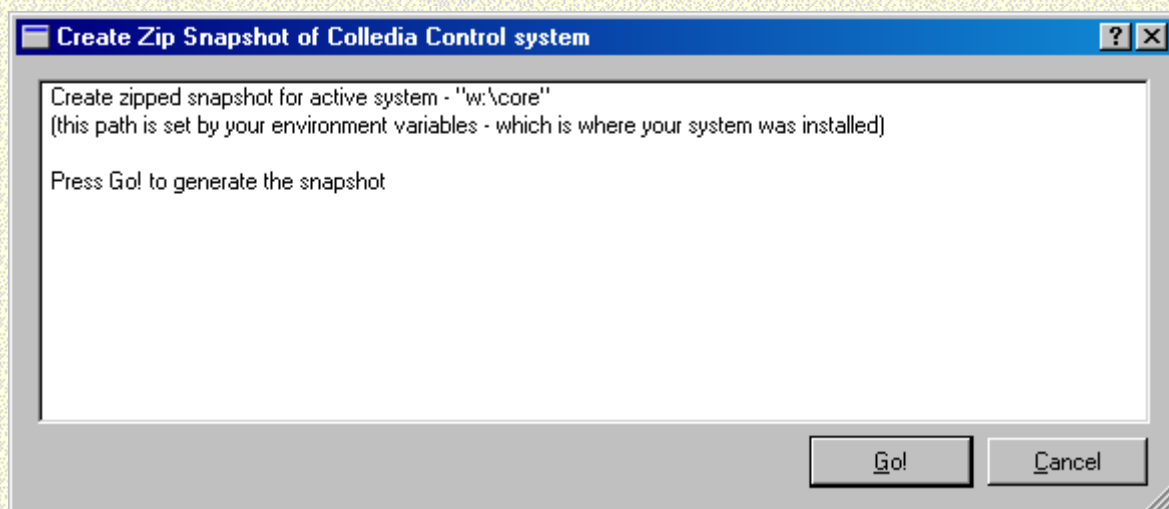 Create Zip Snapshot of Colledia Control system
Create zipped snapshot for active system - "w:\core"
(this path is set by your environment variables - which is where your system was installed)
Press Go! to generate the snapshot
Go!
Cancel